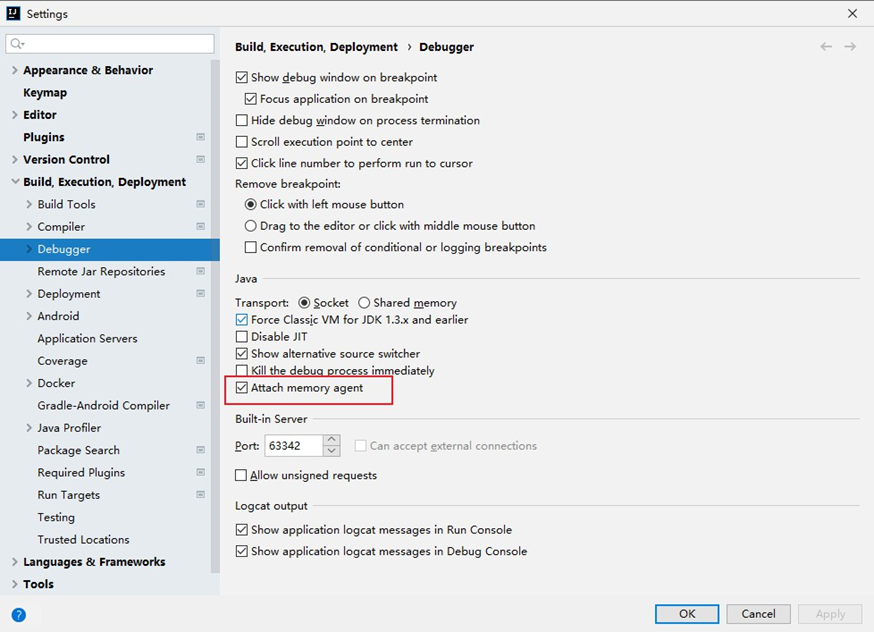 Settings
Build, Execution, Deployment › Debugger
Appearance & Behavior
Keymap
Editor
Plugins
Version Control
Build, Execution, Deployment
Build Tools
Compiler
Debugger
Remote Jar Repositories
Deployment
Android
Application Servers
Coverage
Docker
Gradle-Android Compiler
Java Profiler
Package Search
Required Plugins
Run Targets
Testing
Trusted Locations
Languages & Frameworks
Tools
Show debug window on breakpoint
Focus application on breakpoint
Hide debug window on process termination
Scroll execution point to center
Click line number to perform run to cursor
Remove breakpoint:
Click with left mouse button
Drag to the editor or click with middle mouse button
Confirm removal of conditional or logging breakpoints
Java
Transport: Socket Shared memory
Force Classic VM for JDK 1.3.x and earlier
Disable JIT
Show alternative source switcher
Kill the debug process immediately
Attach memory agent
Built-in Server
Port: 63342 Can accept external connections
Allow unsigned requests
Logcat output
Show application logcat messages in Run Console
Show application logcat messages in Debug Console
?
OK Cancel Apply